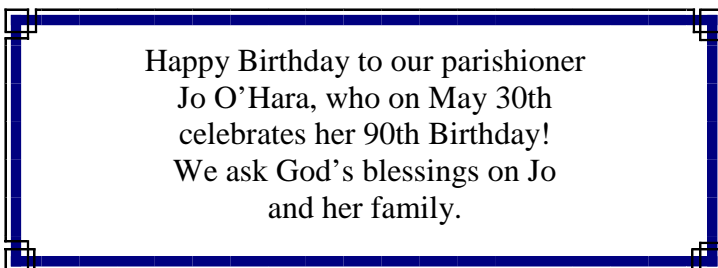 Happy Birthday to our parishioner
Jo O’Hara, who on May 30th
celebrates her 90th Birthday!
We ask God’s blessings on Jo
and her family.